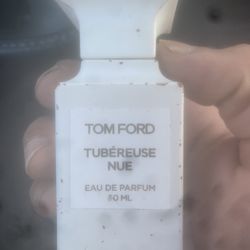 TOM FORD
TUBÉREUSE
NUE
EAU DE PARFUM
50 ML